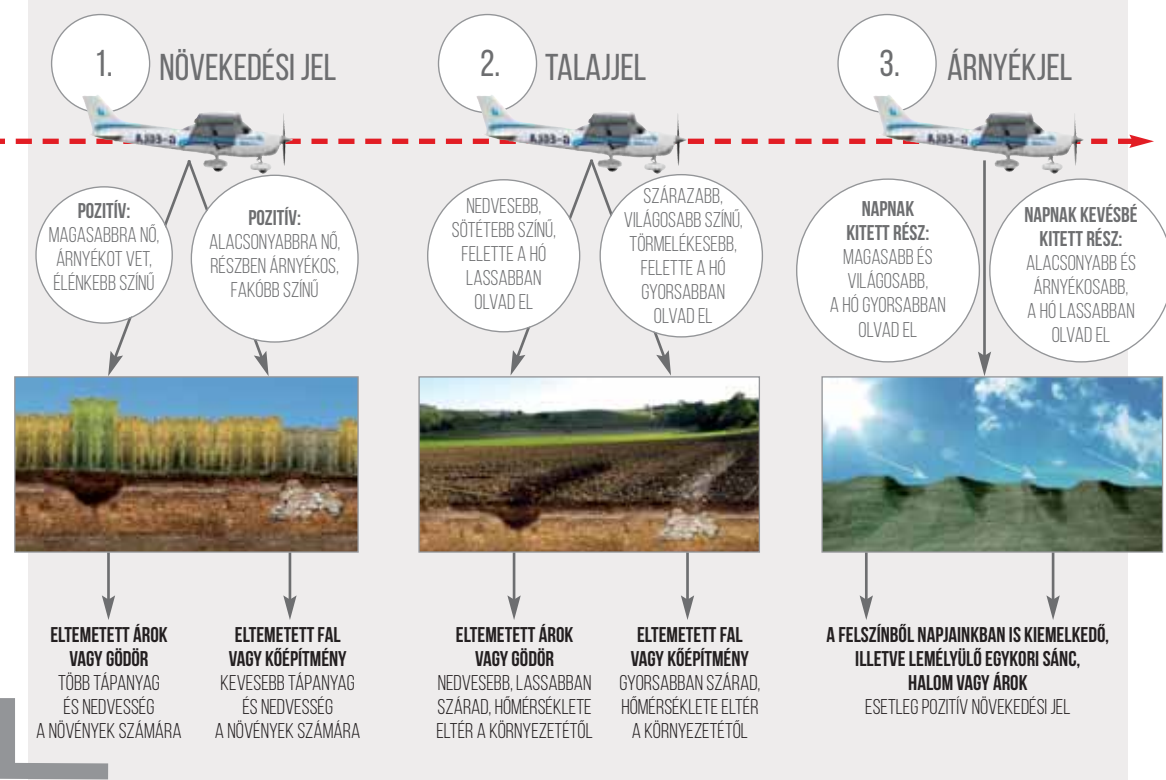 1.
NÖVEKEDÉSI JEL
POZITÍV:
MAGASABBRA NŐ,
ÁRNYÉKOT VET,
ÉLÉNKEBB SZÍNŰ
POZITÍV:
ALACSONYABBRA NŐ,
RÉSZBEN ÁRNYÉKOS,
FAKÓBB SZÍNŰ
ELTEMETETT ÁROK
VAGY GÖDÖR
TÖBB TÁPANYAG
ÉS NEDVESSÉG
A NÖVÉNYEK SZÁMÁRA
ELTEMETETT FAL
VAGY KŐÉPÍTMÉNY
KEVESEBB TÁPANYAG
ÉS NEDVESSÉG
A NÖVÉNYEK SZÁMÁRA
2.
TALAJJEL
NEDVESEBB,
SÖTÉTEBB SZÍNŰ,
FELETTE A HÓ
LASSABBAN
OLVAD EL
SZÁRAZABB,
VILÁGOSABB SZÍNŰ,
TÖRMELÉKESEBB,
FELETTE A HÓ
GYORSABBAN
OLVAD EL
ELTEMETETT ÁROK
VAGY GÖDÖR
NEDVESEBB, LASSABBAN
SZÁRAD, HŐMÉRSÉKLETE
ELTÉR A KÖRNYEZETÉTŐL
ELTEMETETT FAL
VAGY KŐÉPÍTMÉNY
GYORSABBAN SZÁRAD,
HŐMÉRSÉKLETE ELTÉR
A KÖRNYEZETÉTŐL
3.
ÁRNYÉKJEL
NAPNAK
KITETT RÉSZ:
MAGASABB ÉS
VILÁGOSABB,
A HÓ GYORSABBAN
OLVAD EL
NAPNAK KEVÉSBÉ
KITETT RÉSZ:
ALACSONYABB ÉS
ÁRNYÉKOSABB,
A HÓ LASSABBAN
OLVAD EL
A FELSZÍNBŐL NAPJAINKBAN IS KIEMELKEDŐ,
ILLETVE LEMÉLYÜLŐ EGYKORI SÁNC,
HALOM VAGY ÁROK
ESETLEG POZITÍV NÖVEKEDÉSI JEL